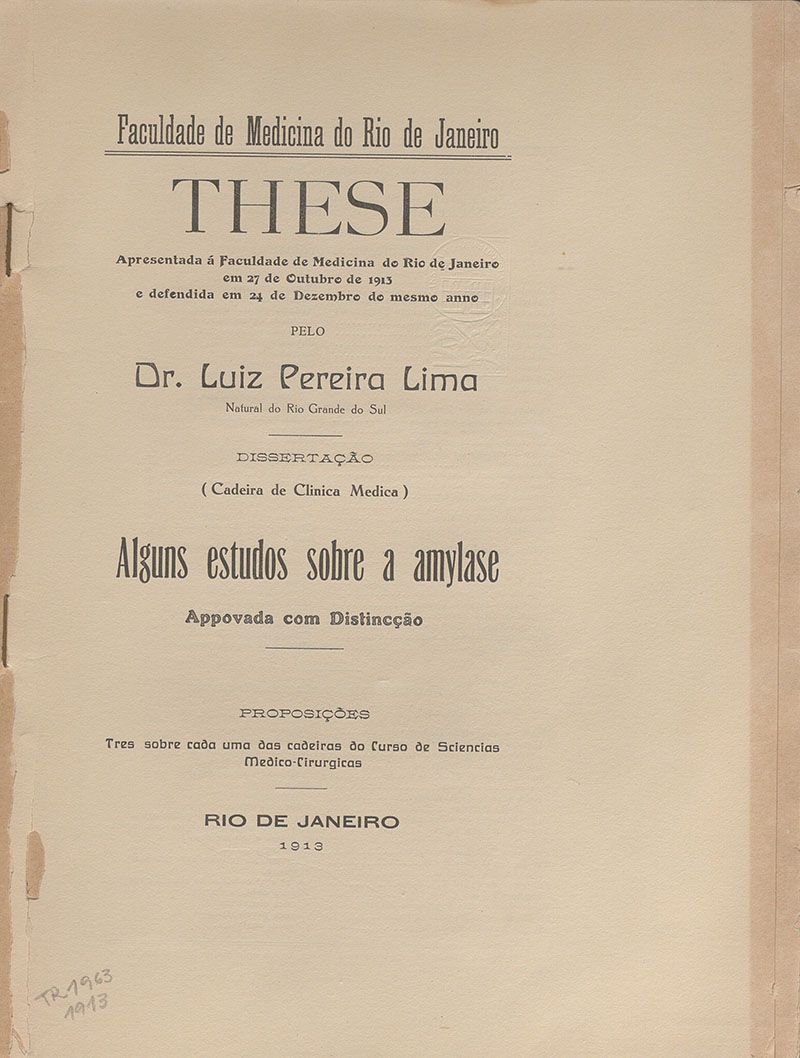 Faculdade de Medicina do Rio de Janeiro
THESE
Apresentada á Faculdade de Medicina do Rio de Janeiro
em 27 de Outubro de 1913
e defendida em 24 de Dezembro do mesmo anno
PELO
Dr. Luiz Pereira Lima
Natural do Rio Grande do Sul
DISSERTAÇÃO
( Cadeira de Clinica Medica )
Alguns estudos sobre a amylase
Appovada com Distincção
PROPOSIÇÕES
Tres sobre cada uma das cadeiras do Curso de Sciencias
Medico-Cirurgicas
RIO DE JANEIRO
1913
TR1963
1913